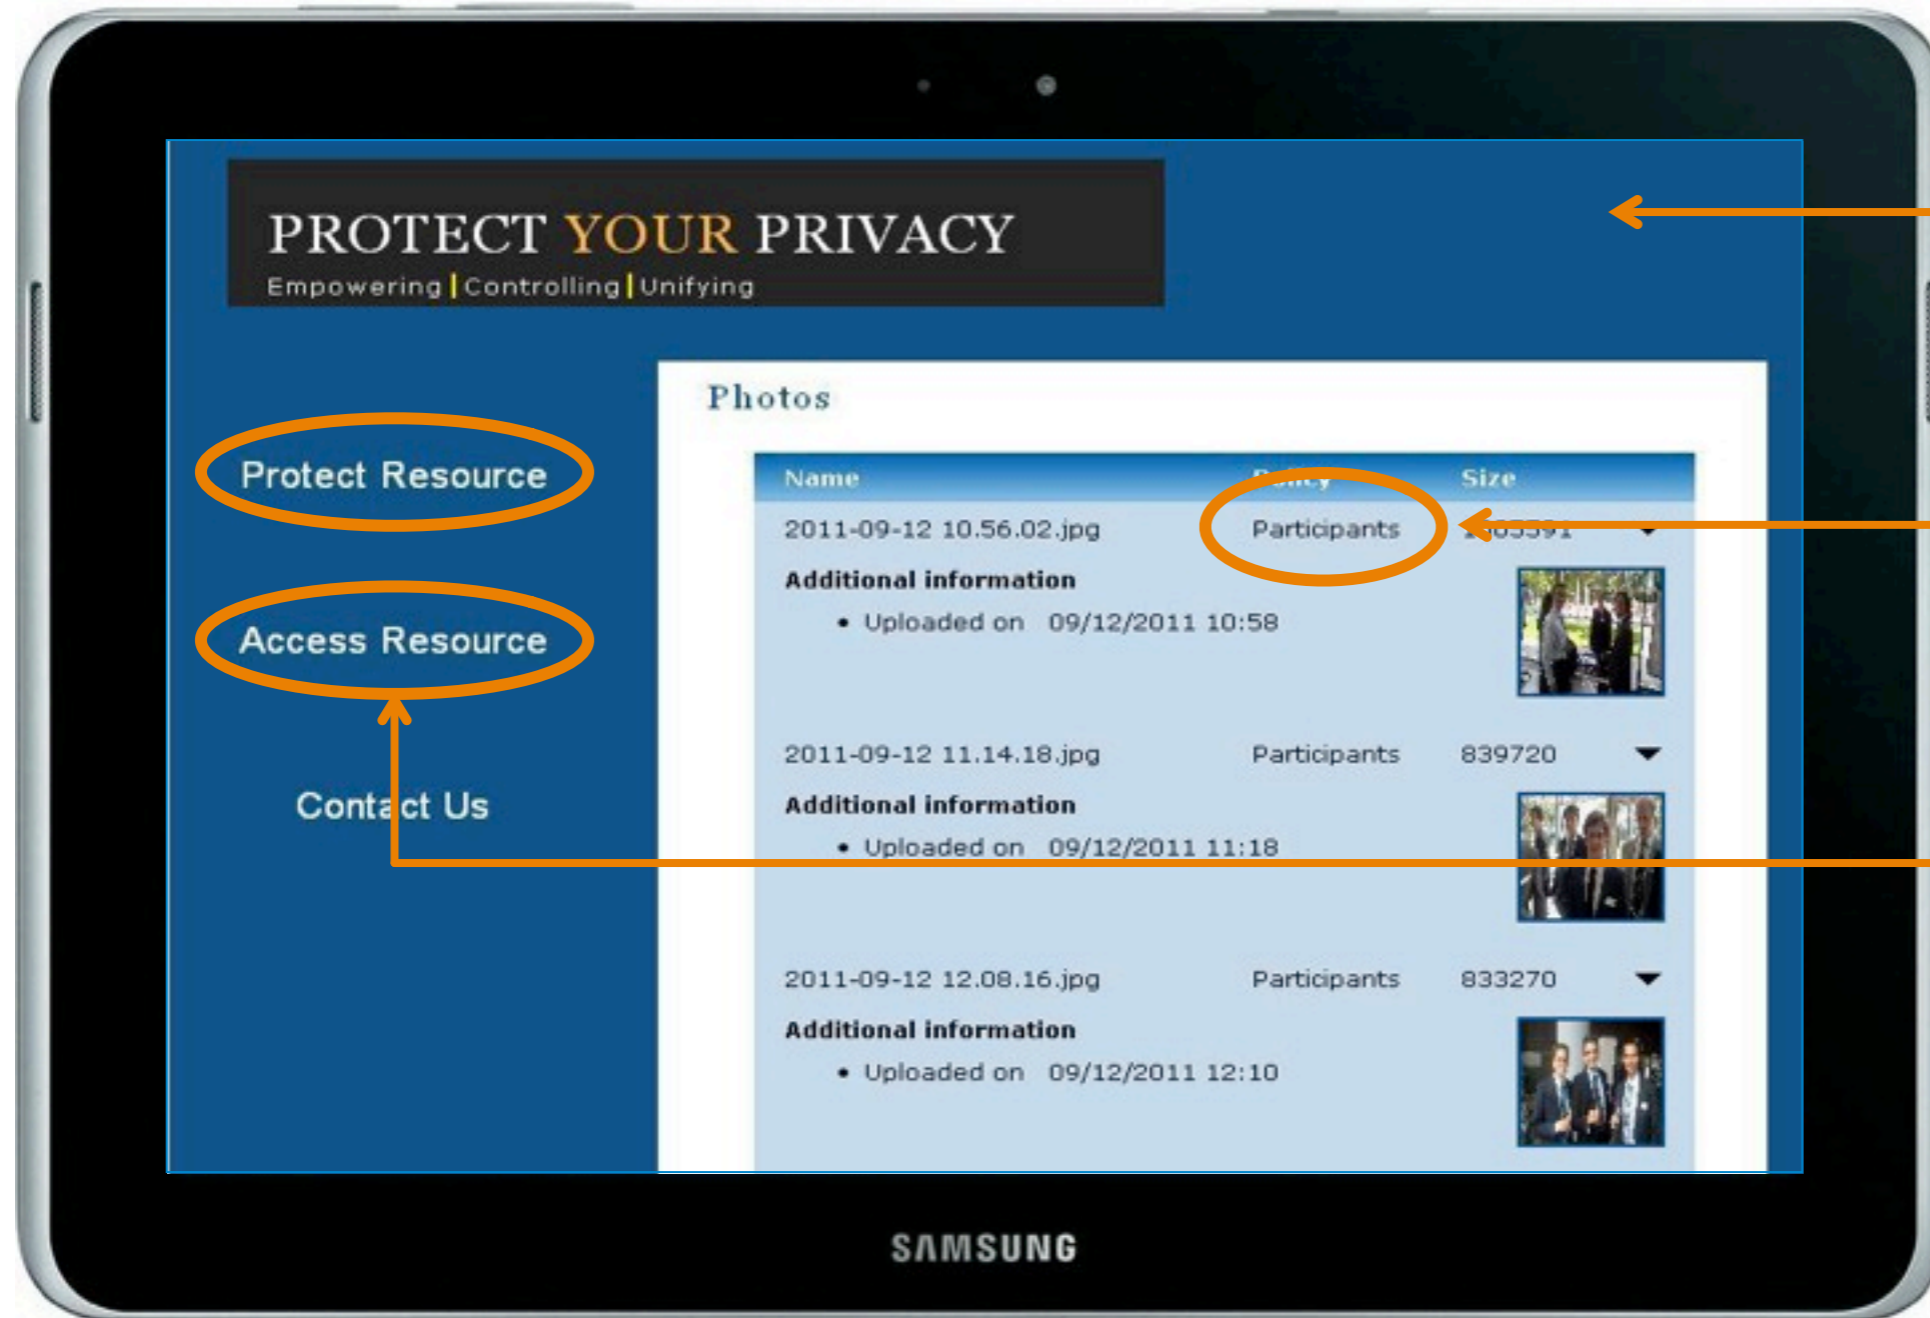 PROTECT YOUR PRIVACY
Empowering | Controlling | Unifying
Protect Resource
Access Resource
Contact Us
Photos
Name Policy Size
2011-09-12 10.56.02.jpg Participants
Additional information
• Uploaded on 09/12/2011 10:58
2011-09-12 11.14.18.jpg Participants 839720
Additional information
• Uploaded on 09/12/2011 11:18
2011-09-12 12.08.16.jpg Participants 833270
Additional information
• Uploaded on 09/12/2011 12:10
SAMSUNG